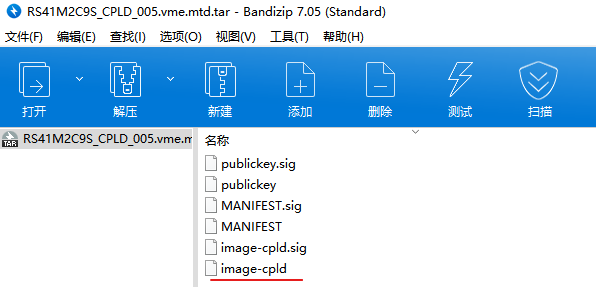 RS41M2C9S_CPLD_005.vme.mtd.tar - Bandizip 7.05 (Standard)
文件(F) 编辑(E) 查找(I) 选项(O) 视图(V) 工具(T) 帮助(H)
打开 解压 新建 添加 删除 测试 扫描
TAR RS41M2C9S_CPLD_005.vme.m
名称
publickey.sig
publickey
MANIFEST.sig
MANIFEST
image-cpld.sig
image-cpld